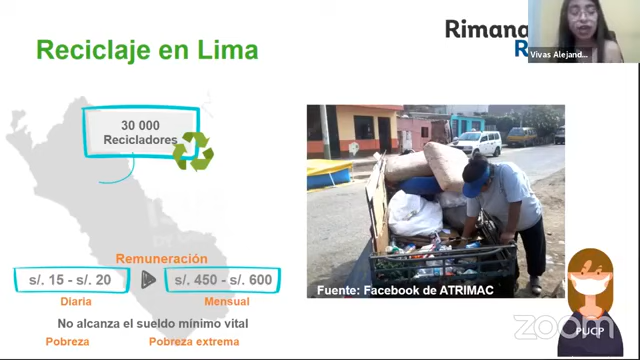 Rimana
R
Vivas Alejand...
Reciclaje en Lima
30 000
Recicladores
Remuneración
s/. 15 - s/. 20
s/. 450 - s/. 600
Diaria
Mensual
No alcanza el sueldo mínimo vital
Pobreza
Pobreza extrema
Fuente: Facebook de ATRIMAC
zoom
PUCP